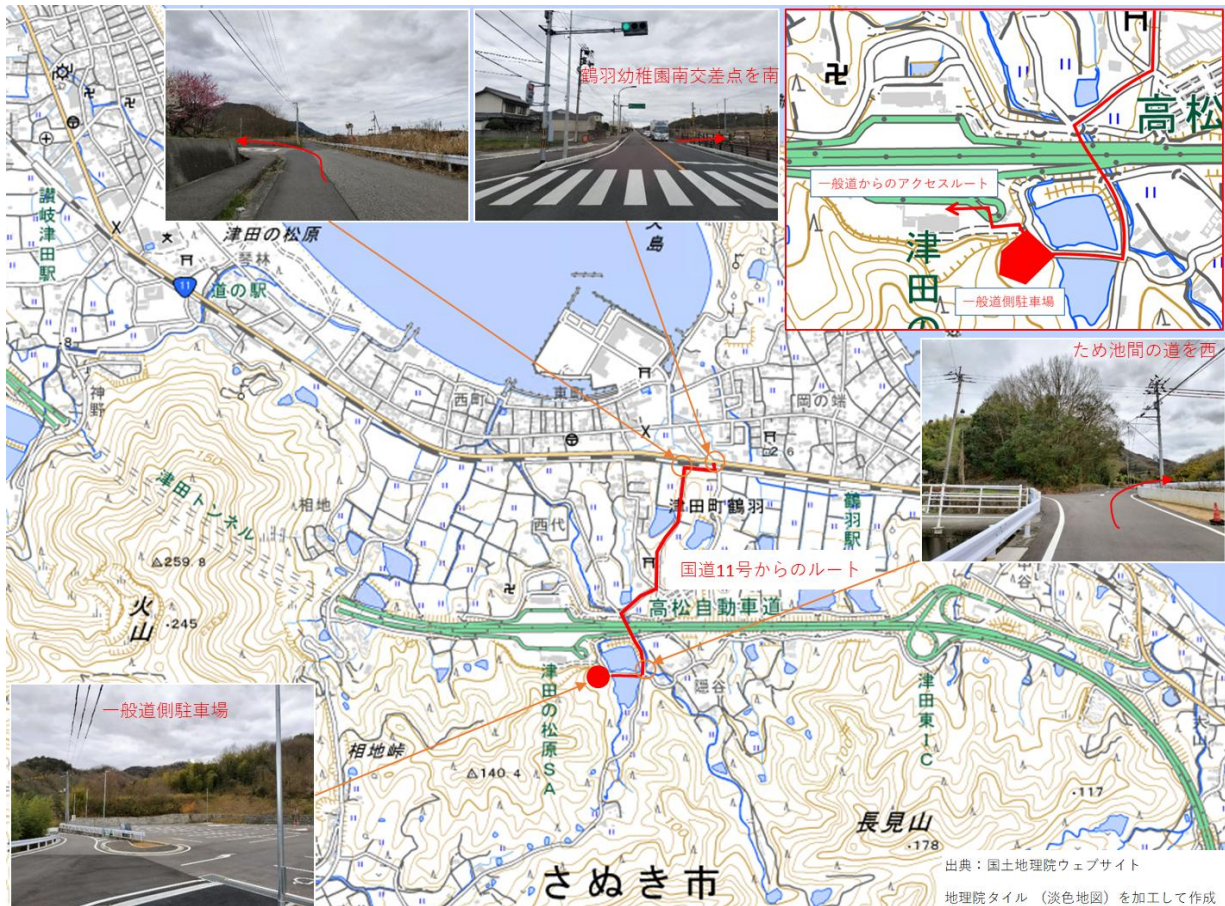 鶴羽幼稚園南交差点を南
高松
一般道からのアクセスルート
津田の
一般道側駐車場
讃岐津田駅
津田の松原
琴林
11
道の駅
8
神野
西町
東町
岡の端
2.6
ため池間の道を西
津田トンネル
150
相地
西代
津田町鶴羽
鶴羽駅
国道11号からのルート
高松自動車道
△259.8
火山
・245
津田の松原SA
津田東IC
一般道側駐車場
相地峠
△140.4
・117
長見山
・178
さぬき市
出典：国土地理院ウェブサイト
地理院タイル （淡色地図）を加工して作成